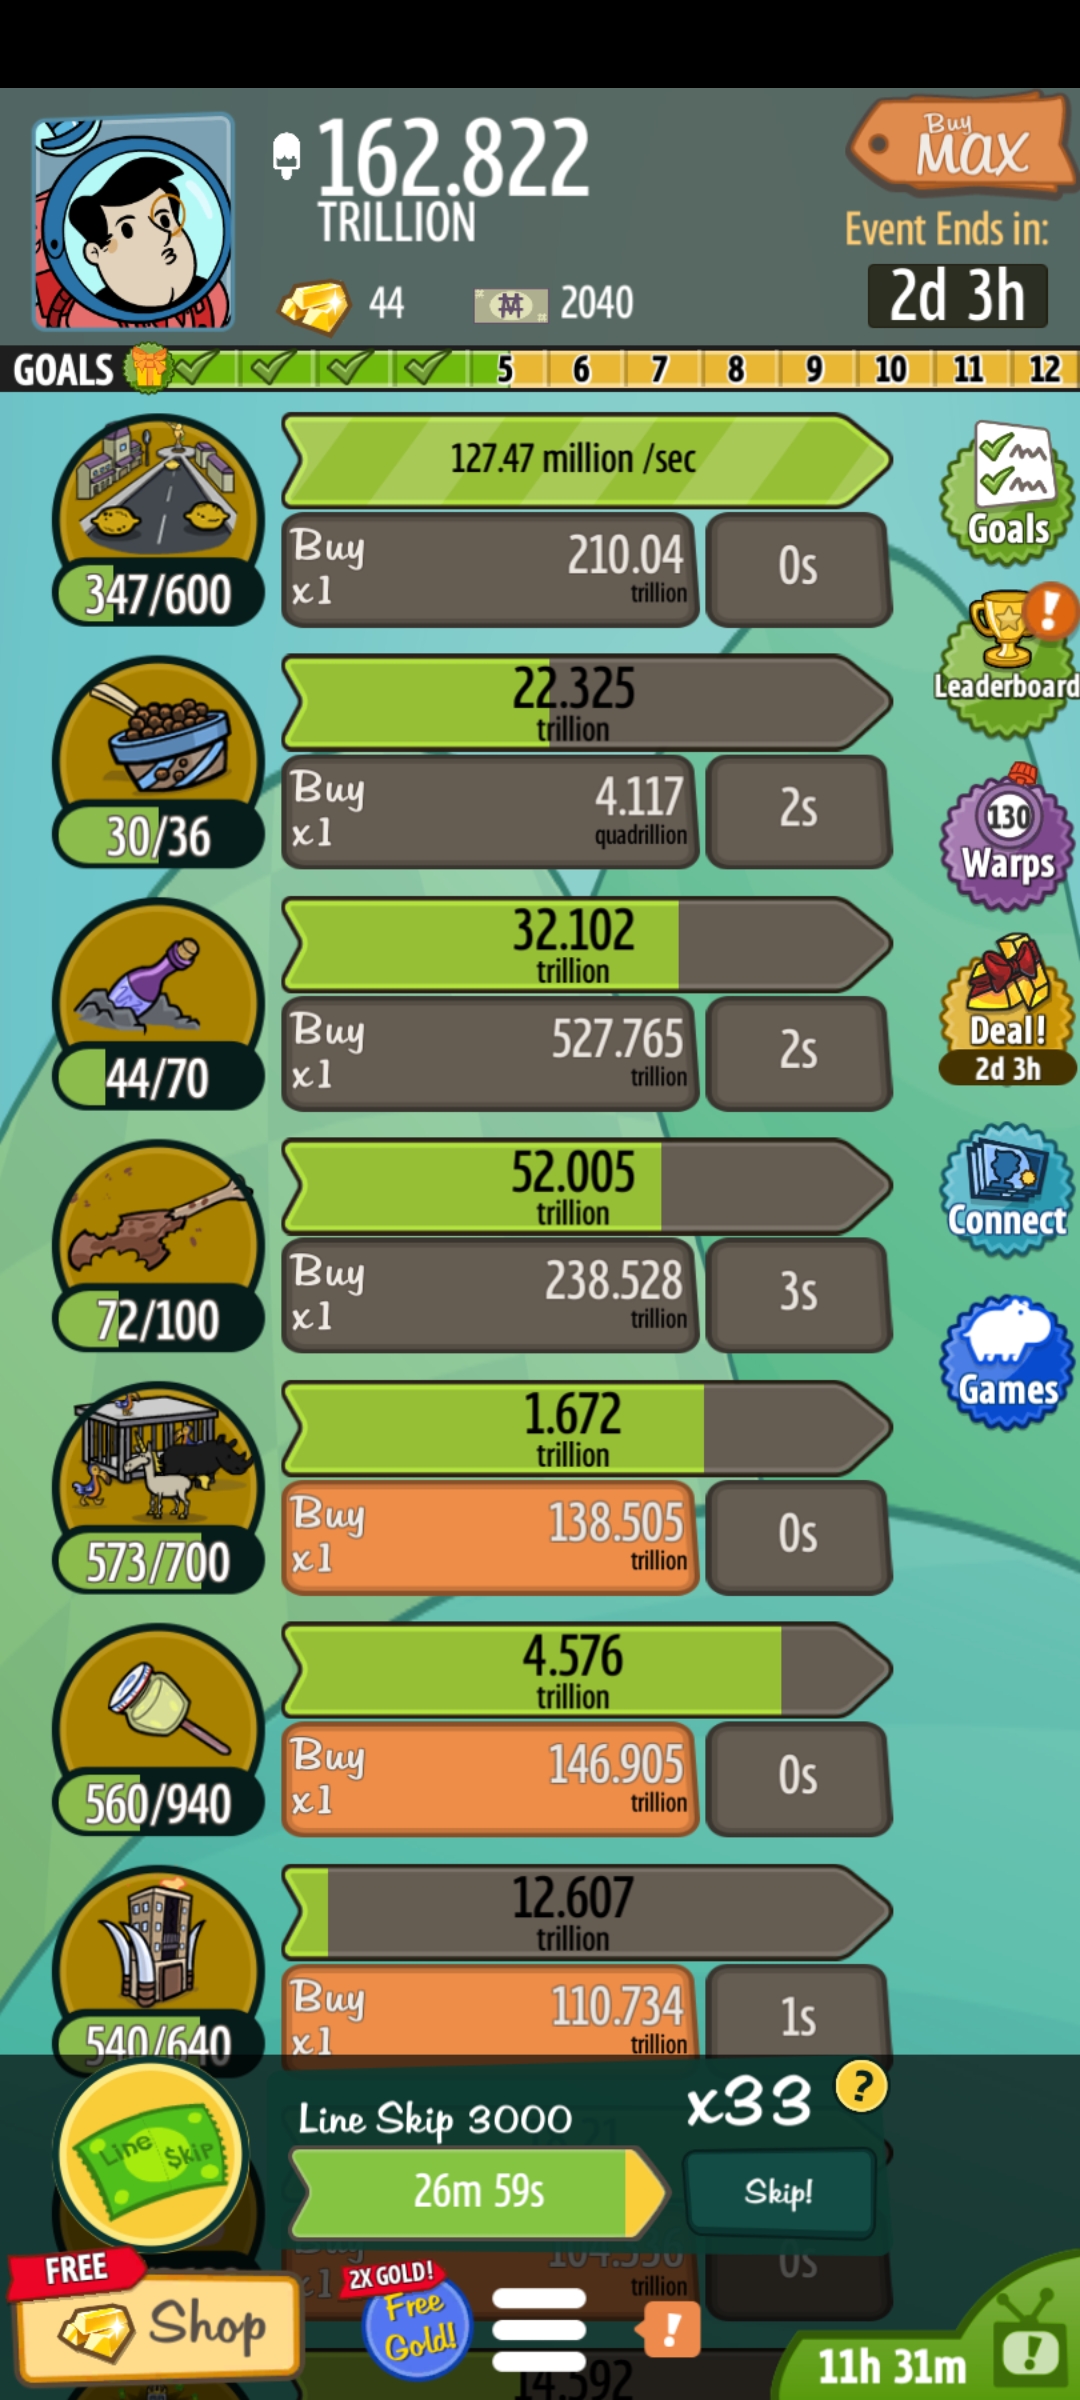 162.822
TRILLION
44
2040
Buy
MAX
Event Ends in:
2d 3h
GOALS
5
6
7
8
9
10
11
12
127.47 million /sec
347/600
Buy
x1
210.04
trillion
0s
Goals
22.325
trillion
30/36
Buy
x1
4.117
quadrillion
2s
Leaderboard
32.102
trillion
44/70
Buy
x1
527.765
trillion
2s
130
Warps
Deal!
2d 3h
52.005
trillion
72/100
Buy
x1
238.528
trillion
3s
Connect
1.672
trillion
573/700
Buy
x1
138.505
trillion
0s
Games
4.576
trillion
560/940
Buy
x1
146.905
trillion
0s
12.607
trillion
540/640
Buy
x1
110.734
trillion
1s
Line Skip
Line Skip 3000
x33
?
26m 59s
Skip!
Buy
x1
trillion
0s
FREE
Shop
2X GOLD!
Free
Gold!
!
11h 31m
!
14.592